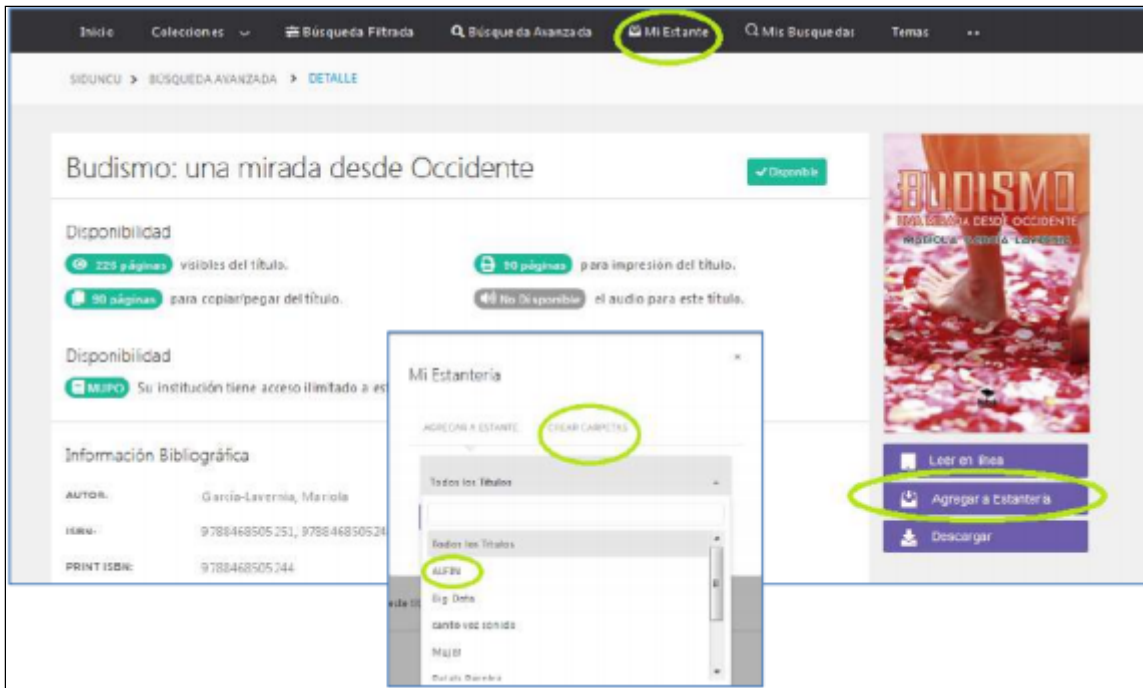 Inicio Colecciones Búsqueda Filtrada Búsqueda Avanzada Mi Estante Mis Busquedas Temas
SIDUNCU > BÚSQUEDA AVANZADA > DETALLE
Budismo: una mirada desde Occidente
Disponible
Disponibilidad
225 páginas visibles del título.
90 páginas para impresión del título.
90 páginas para copiar/pegar del título.
No Disponible el audio para este título.
Disponibilidad
MUPO Su institución tiene acceso ilimitado a es
Información Bibliográfica
AUTOR: García-Lavernia, Mariola
ISBN: 9788468505251, 978846850524
PRINT ISBN: 9788468505244
Mi Estantería
×
AGREGAR A ESTANTE CREAR CARPETAS
Todos los Títulos
Todos los Títulos
ALFIN
Big Data
canto voz sonido
Mujer
este tít
BUDISMO
UNA MIRADA DESDE OCCIDENTE
MARIOLA GARCÍA-LAVERNIA
Leer en línea
Agregar a Estantería
Descargar